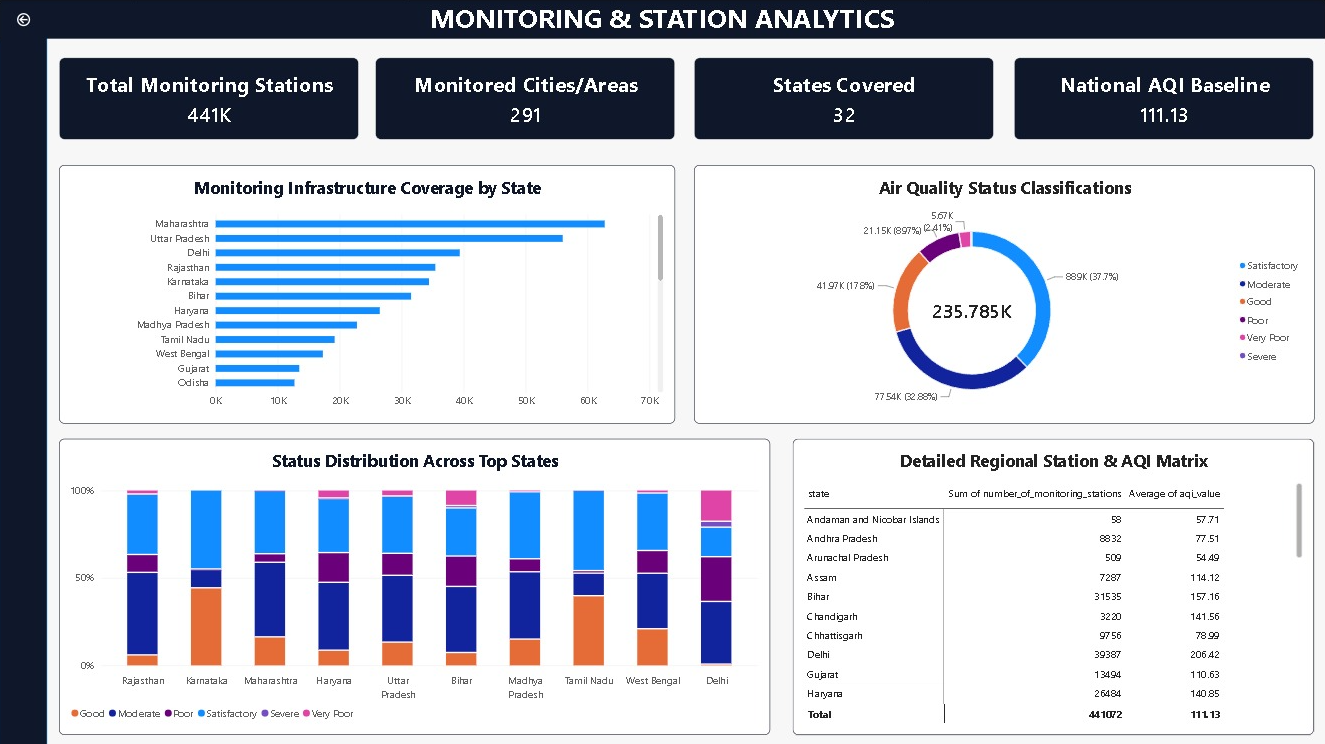 MONITORING & STATION ANALYTICS
Total Monitoring Stations
441K
Monitored Cities/Areas
291
States Covered
32
National AQI Baseline
111.13
Monitoring Infrastructure Coverage by State
Maharashtra
Uttar Pradesh
Delhi
Rajasthan
Karnataka
Bihar
Haryana
Madhya Pradesh
Tamil Nadu
West Bengal
Gujarat
Odisha
0K 10K 20K 30K 40K 50K 60K 70K
Air Quality Status Classifications
5.67K
(2.41%)
21.15K (8.97%)
41.97K (17.8%)
88.9K (37.7%)
235.785K
77.54K (32.88%)
Satisfactory
Moderate
Good
Poor
Very Poor
Severe
Status Distribution Across Top States
100%
50%
0%
Rajasthan Karnataka Maharashtra Haryana Uttar Pradesh Bihar Madhya Pradesh Tamil Nadu West Bengal Delhi
Good Moderate Poor Satisfactory Severe Very Poor
Detailed Regional Station & AQI Matrix
state Sum of number_of_monitoring_stations Average of aqi_value
Andaman and Nicobar Islands 58 57.71
Andhra Pradesh 8832 77.51
Arunachal Pradesh 509 54.49
Assam 7287 114.12
Bihar 31535 157.16
Chandigarh 3220 141.56
Chhattisgarh 9756 78.99
Delhi 39387 206.42
Gujarat 13494 110.63
Haryana 26484 140.85
Total 441072 111.13